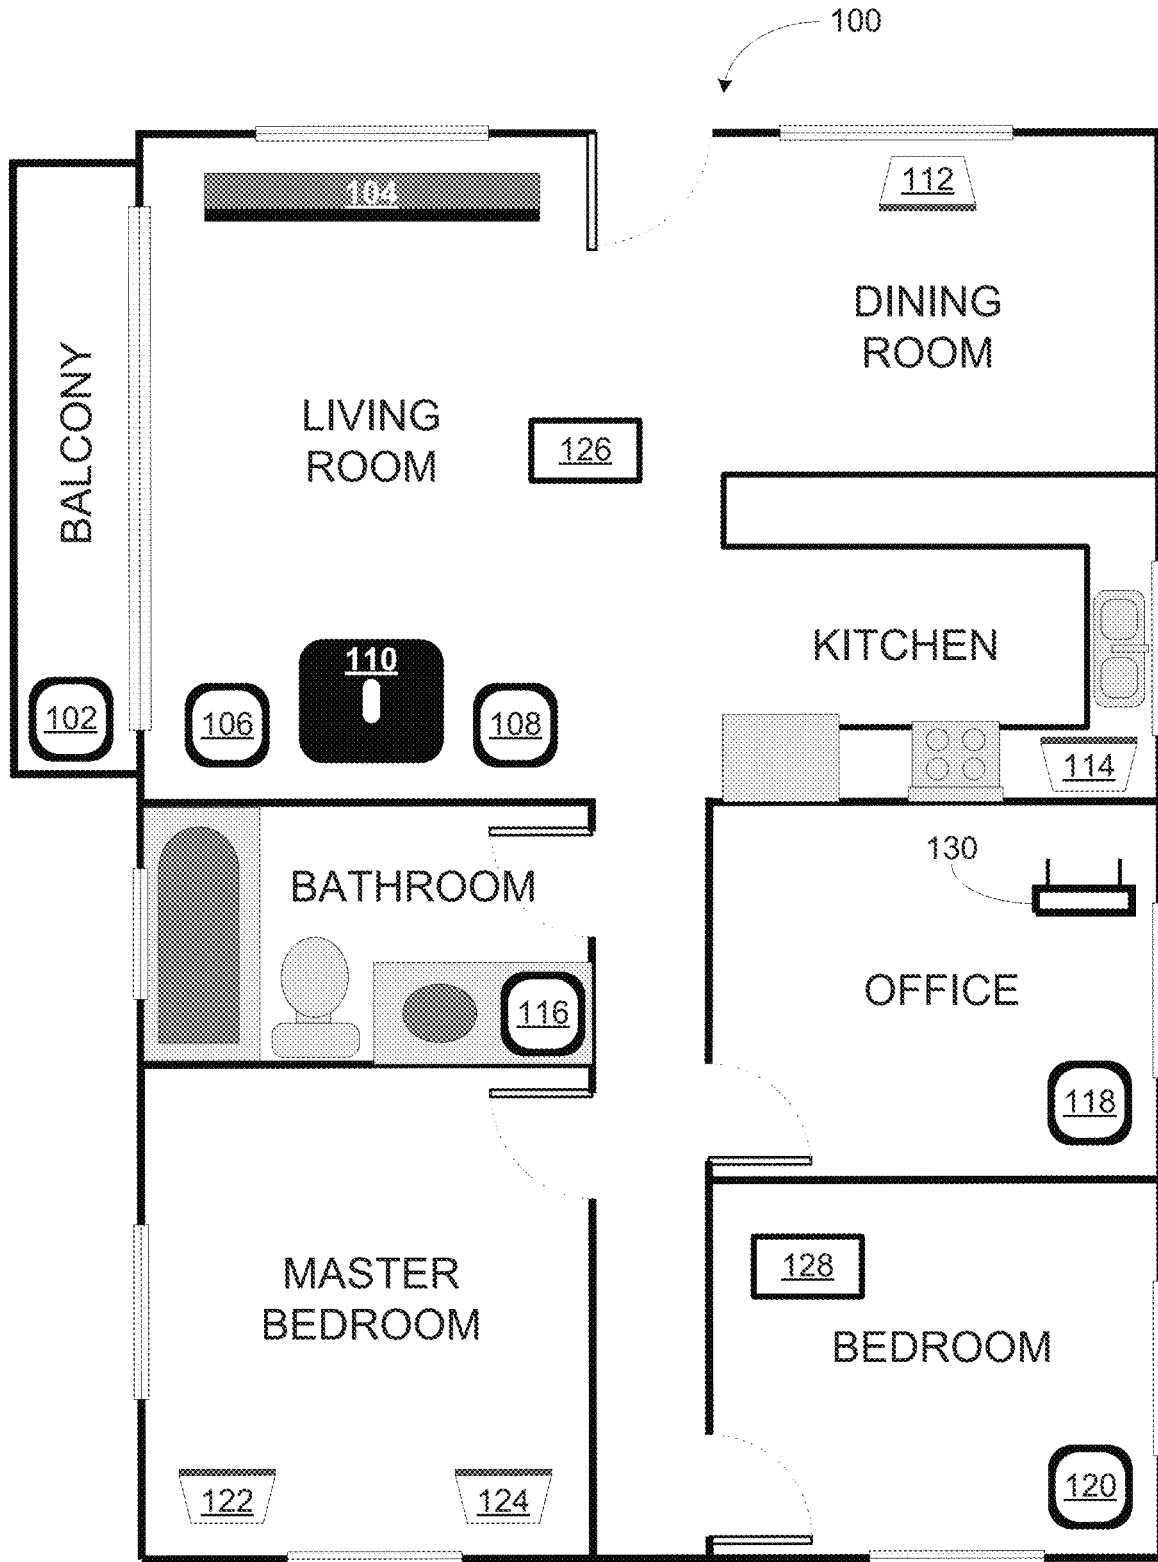 100
104
112
DINING
ROOM
BALCONY
LIVING
ROOM
126
KITCHEN
110
102
106
108
114
130
BATHROOM
OFFICE
116
118
128
MASTER
BEDROOM
BEDROOM
122
124
120